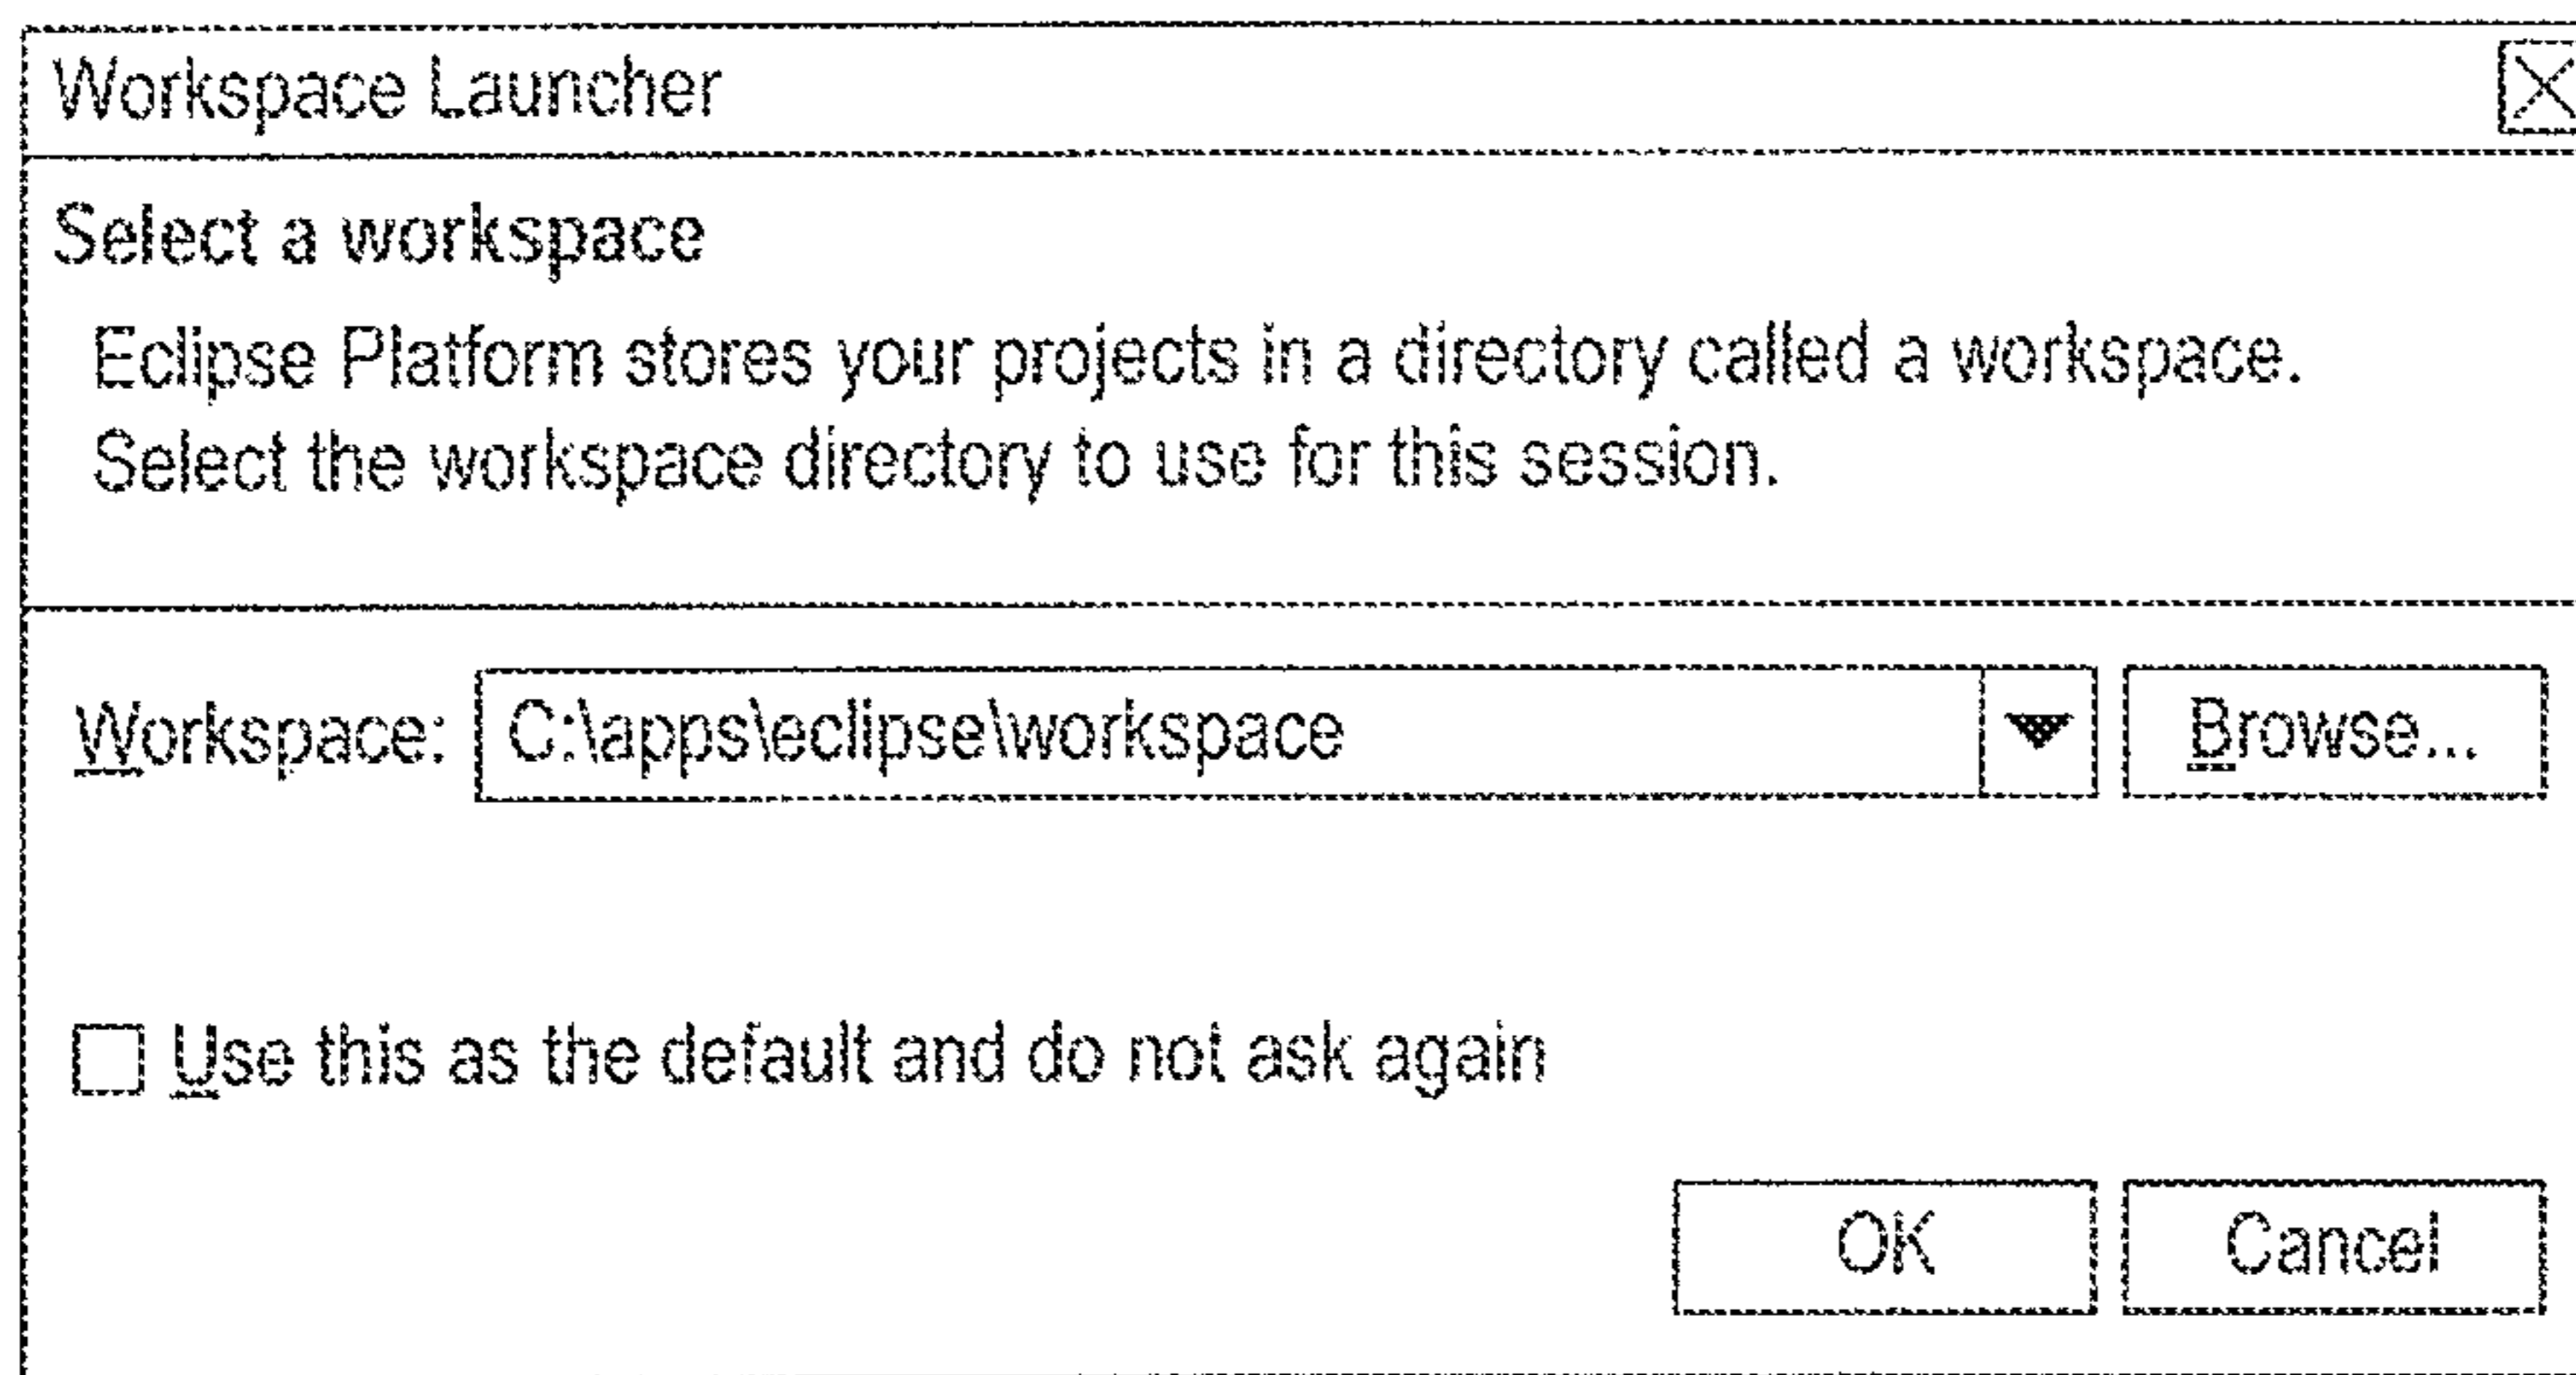 Workspace Launcher
Select a workspace
Eclipse Platform stores your projects in a directory called a workspace.
Select the workspace directory to use for this session.
Workspace: C:\apps\eclipse\workspace Browse...
Use this as the default and do not ask again
OK Cancel